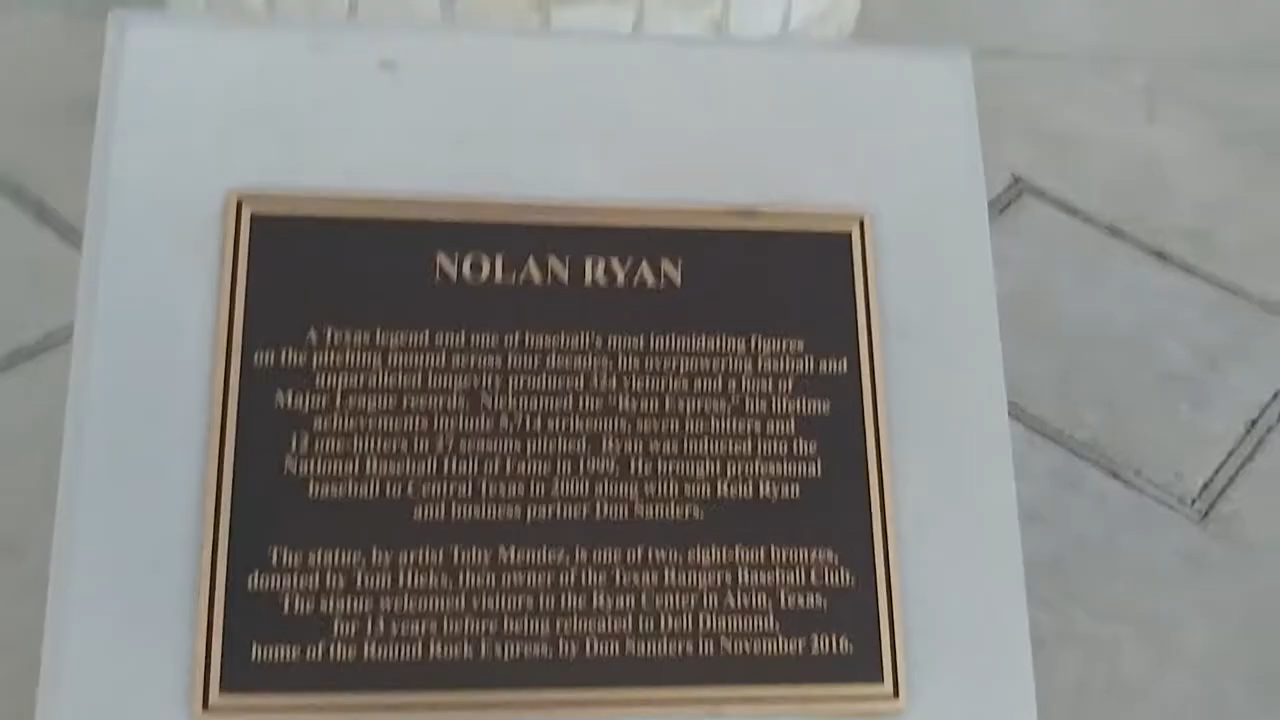 NOLAN RYAN
A Texas legend and one of baseball's most intimidating figures
on the pitching mound across four decades, his overpowering fastball and
unparalleled longevity produced 324 victories and a host of
Major League records. Nicknamed the "Ryan Express," his lifetime
achievements include 5,714 strikeouts, seven no-hitters and
12 one-hitters in 27 seasons pitched. Ryan was inducted into the
National Baseball Hall of Fame in 1999. He brought professional
baseball to Central Texas in 2000 along with son Reid Ryan
and business partner Don Sanders.
The statue, by artist Toby Mendez, is one of two, eight-foot bronzes,
donated by Tom Hicks, then owner of the Texas Rangers Baseball Club.
The statue welcomed visitors to the Ryan Center in Alvin, Texas,
for 13 years before being relocated to Dell Diamond,
home of the Round Rock Express, by Don Sanders in November 2016.